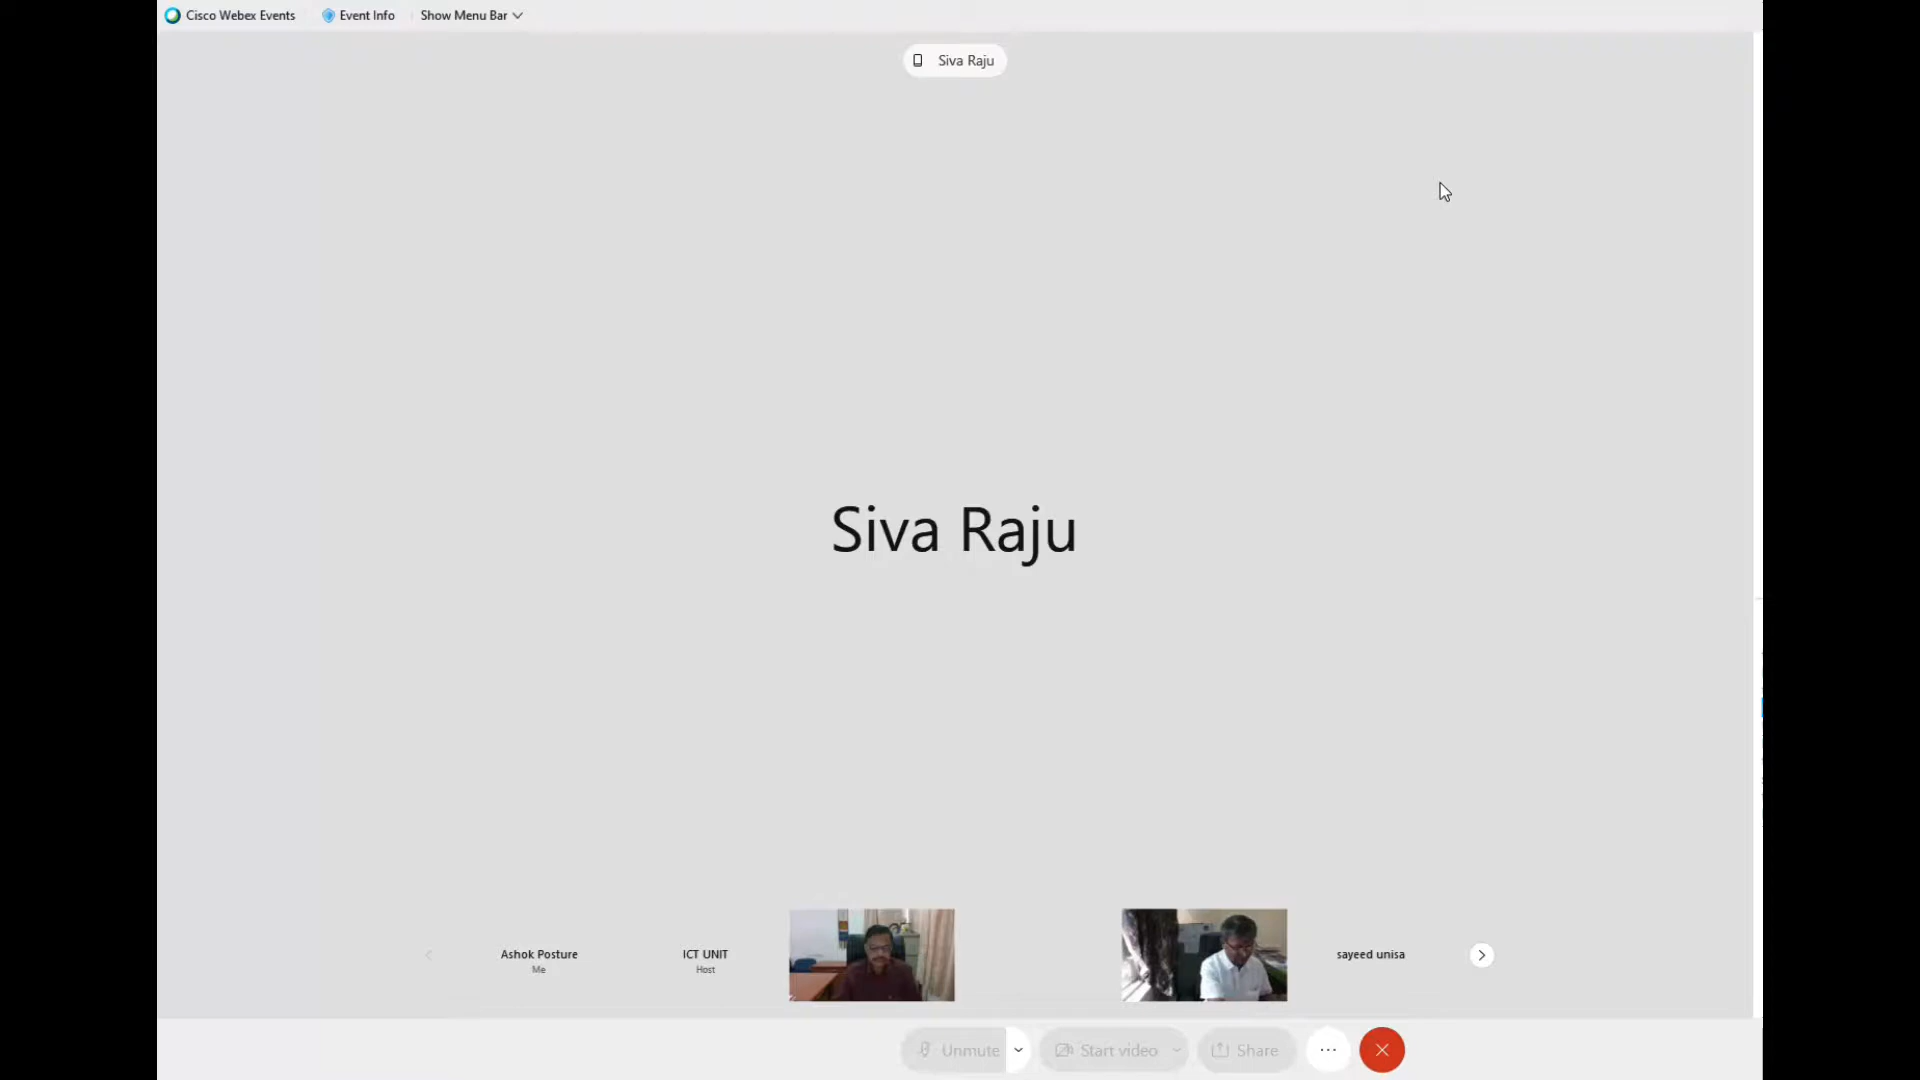 Cisco Webex Events Event Info Show Menu Bar
Siva Raju
Siva Raju
Ashok Posture
Me
ICT UNIT
Host
sayeed unisa
Unmute Start video Share